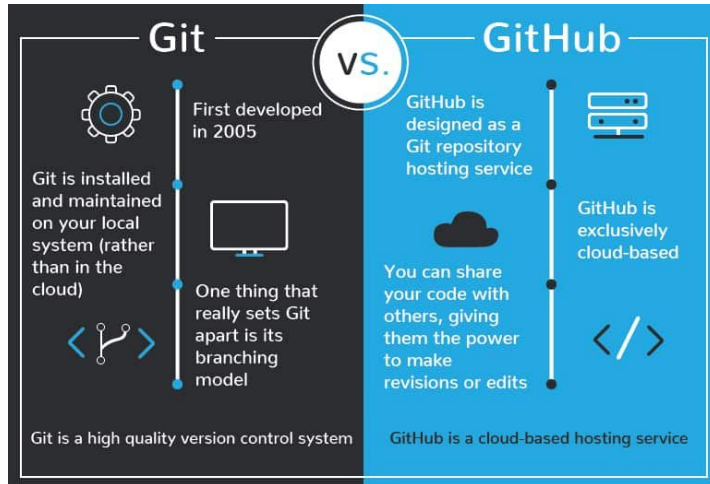 Git
VS.
GitHub
First developed
in 2005
Git is installed
and maintained
on your local
system (rather
than in the
cloud)
One thing that
really sets Git
apart is its
branching
model
Git is a high quality version control system
GitHub is
designed as a
Git repository
hosting service
GitHub is
exclusively
cloud-based
You can share
your code with
others, giving
them the power
to make
revisions or edits
GitHub is a cloud-based hosting service